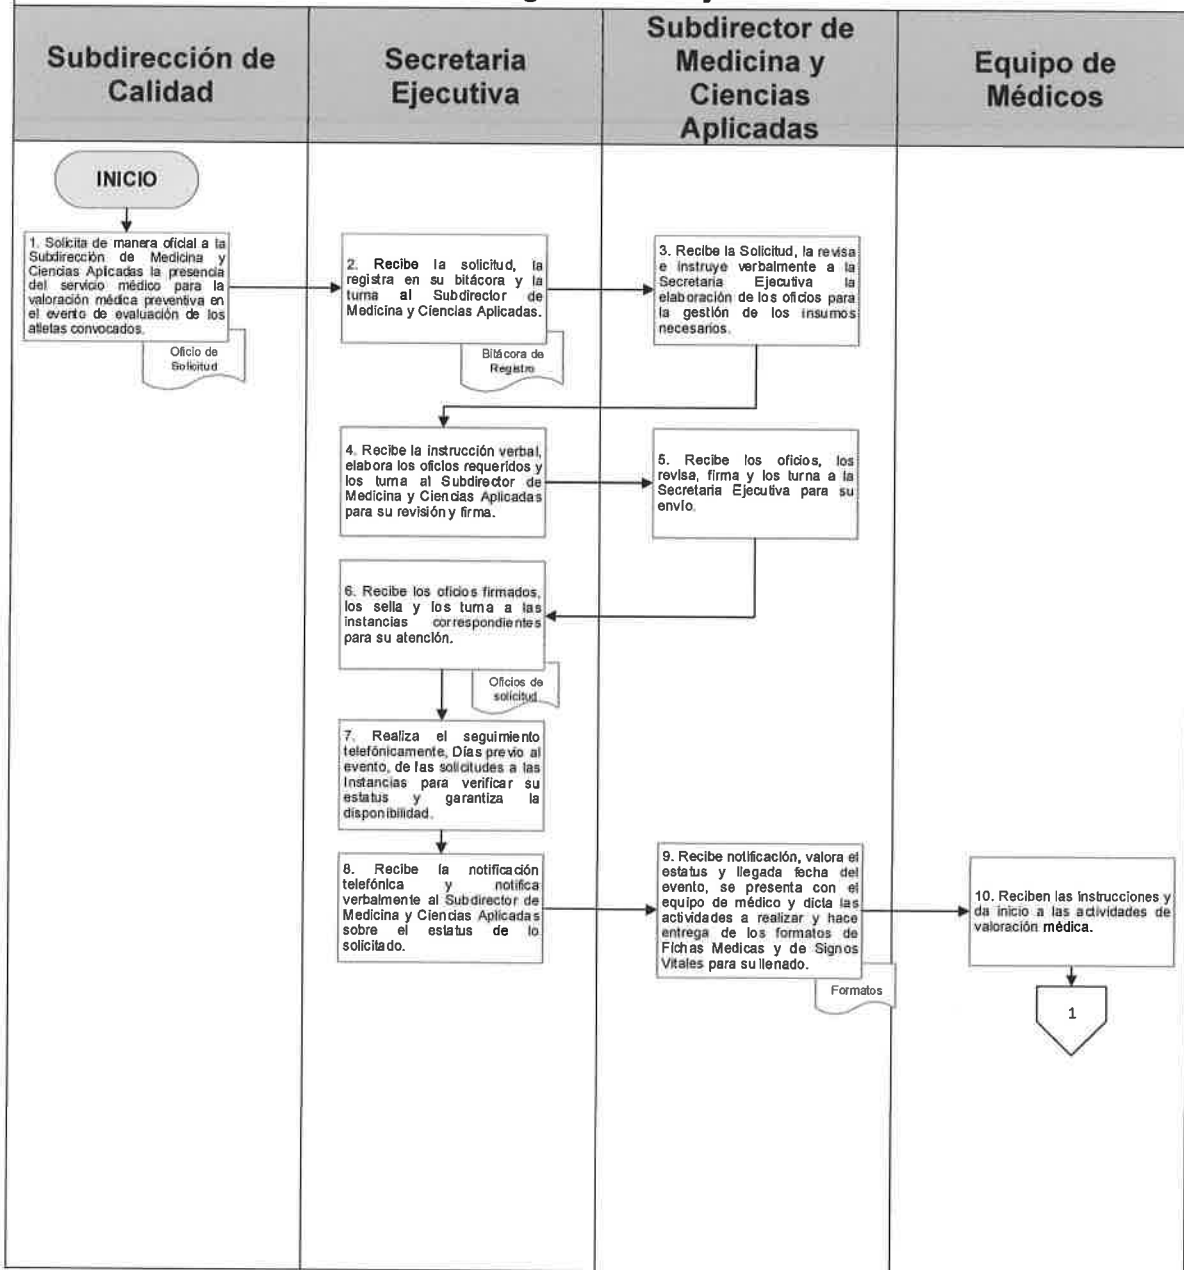 Subdirección de
Calidad
Secretaria
Ejecutiva
Subdirector de
Medicina y
Ciencias
Aplicadas
Equipo de
Médicos
INICIO
1. Solicita de manera oficial a la
Subdirección de Medicina y
Ciencias Aplicadas la presencia
del servicio médico para la
valoración médica preventiva en
el evento de evaluación de los
atletas convocados.
Oficio de
Solicitud
2. Recibe la solicitud, la
registra en su bitácora y la
turna al Subdirector de
Medicina y Ciencias Aplicadas.
Bitácora de
Registro
3. Recibe la Solicitud, la revisa
e instruye verbalmente a la
Secretaria Ejecutiva la
elaboración de los oficios para
la gestión de los insumos
necesarios.
4. Recibe la instrucción verbal,
elabora los oficios requeridos y
los turna al Subdirector de
Medicina y Ciencias Aplicadas
para su revisión y firma.
5. Recibe los oficios, los
revisa, firma y los turna a la
Secretaria Ejecutiva para su
envío.
6. Recibe los oficios firmados,
los sella y los turna a las
instancias correspondientes
para su atención.
Oficios de
solicitud
7. Realiza el seguimiento
telefónicamente, Días previo al
evento, de las solicitudes a las
Instancias para verificar su
estatus y garantiza la
disponibilidad.
8. Recibe la notificación
telefónica y notifica
verbalmente al Subdirector de
Medicina y Ciencias Aplicadas
sobre el estatus de lo
solicitado.
9. Recibe notificación, valora el
estatus y llegada fecha del
evento, se presenta con el
equipo de médico y dicta las
actividades a realizar y hace
entrega de los formatos de
Fichas Medicas y de Signos
Vitales para su llenado.
Formatos
10. Reciben las instrucciones y
da inicio a las actividades de
valoración médica.
1